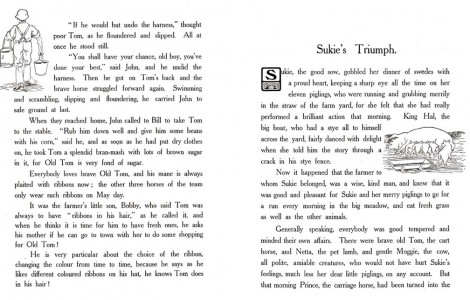 "If he would but undo the harness," thought
poor Tom, as he floundered and slipped. All at
once he stood still.
"You shall have your chance, old boy, you've
done your best," said John, and he undid the
harness. Then he got on Tom's back and the
brave horse struggled forward again. Swimming
and scrambling, slipping and floundering, he carried John to
safe ground at last.
When they reached home, John called to Bill to take Tom
to the stable. "Rub him down well and give him some beans
with his corn," said he, and as soon as he had put dry clothes
on, he took Tom a splendid bran-mash with lots of brown sugar
in it, for Old Tom is very fond of sugar.
Everybody loves brave Old Tom, and his mane is always
plaited with ribbons now; the other three horses of the team
only wear such ribbons on May day.
It was the farmer's little son, Bobby, who said Tom was
always to have "ribbons in his hair," as he called it, and
when he thinks it is time for him to have fresh ones, he asks
his mother if he can go to town with her to do some shopping
for Old Tom!
He is very particular about the choice of the ribbon,
changing the colour from time to time, because he says as he
likes different coloured ribbons on his hat, he knows Tom does
in his hair!
Sukie's Triumph.
Sukie, the good sow, gobbled her dinner of swedes with
a proud heart, keeping a sharp eye all the time on her
eleven piglings, who were running and grubbing merrily
in the straw of the farm yard, for she felt that she had really
performed a brilliant action that morning. King Hal, the
big boar, who had a stye all to himself
across the yard, fairly danced with delight
when she told him the story through a
crack in his stye fence.
Now it happened that the farmer to
whom Sukie belonged, was a wise, kind man, and knew that it
was good and pleasant for Sukie and her merry piglings to go for
a run every morning in the big meadow, and eat fresh grass
as well as the other animals.
Generally speaking, everybody was good tempered and
minded their own affairs. There were brave old Tom, the cart
horse, and Netta, the pet lamb, and gentle Moggie, the cow,
all polite, amiable creatures, who would not have hurt Sukie's
feelings, much less her dear little piglings, on any account. But
that morning Prince, the carriage horse, had been turned into the